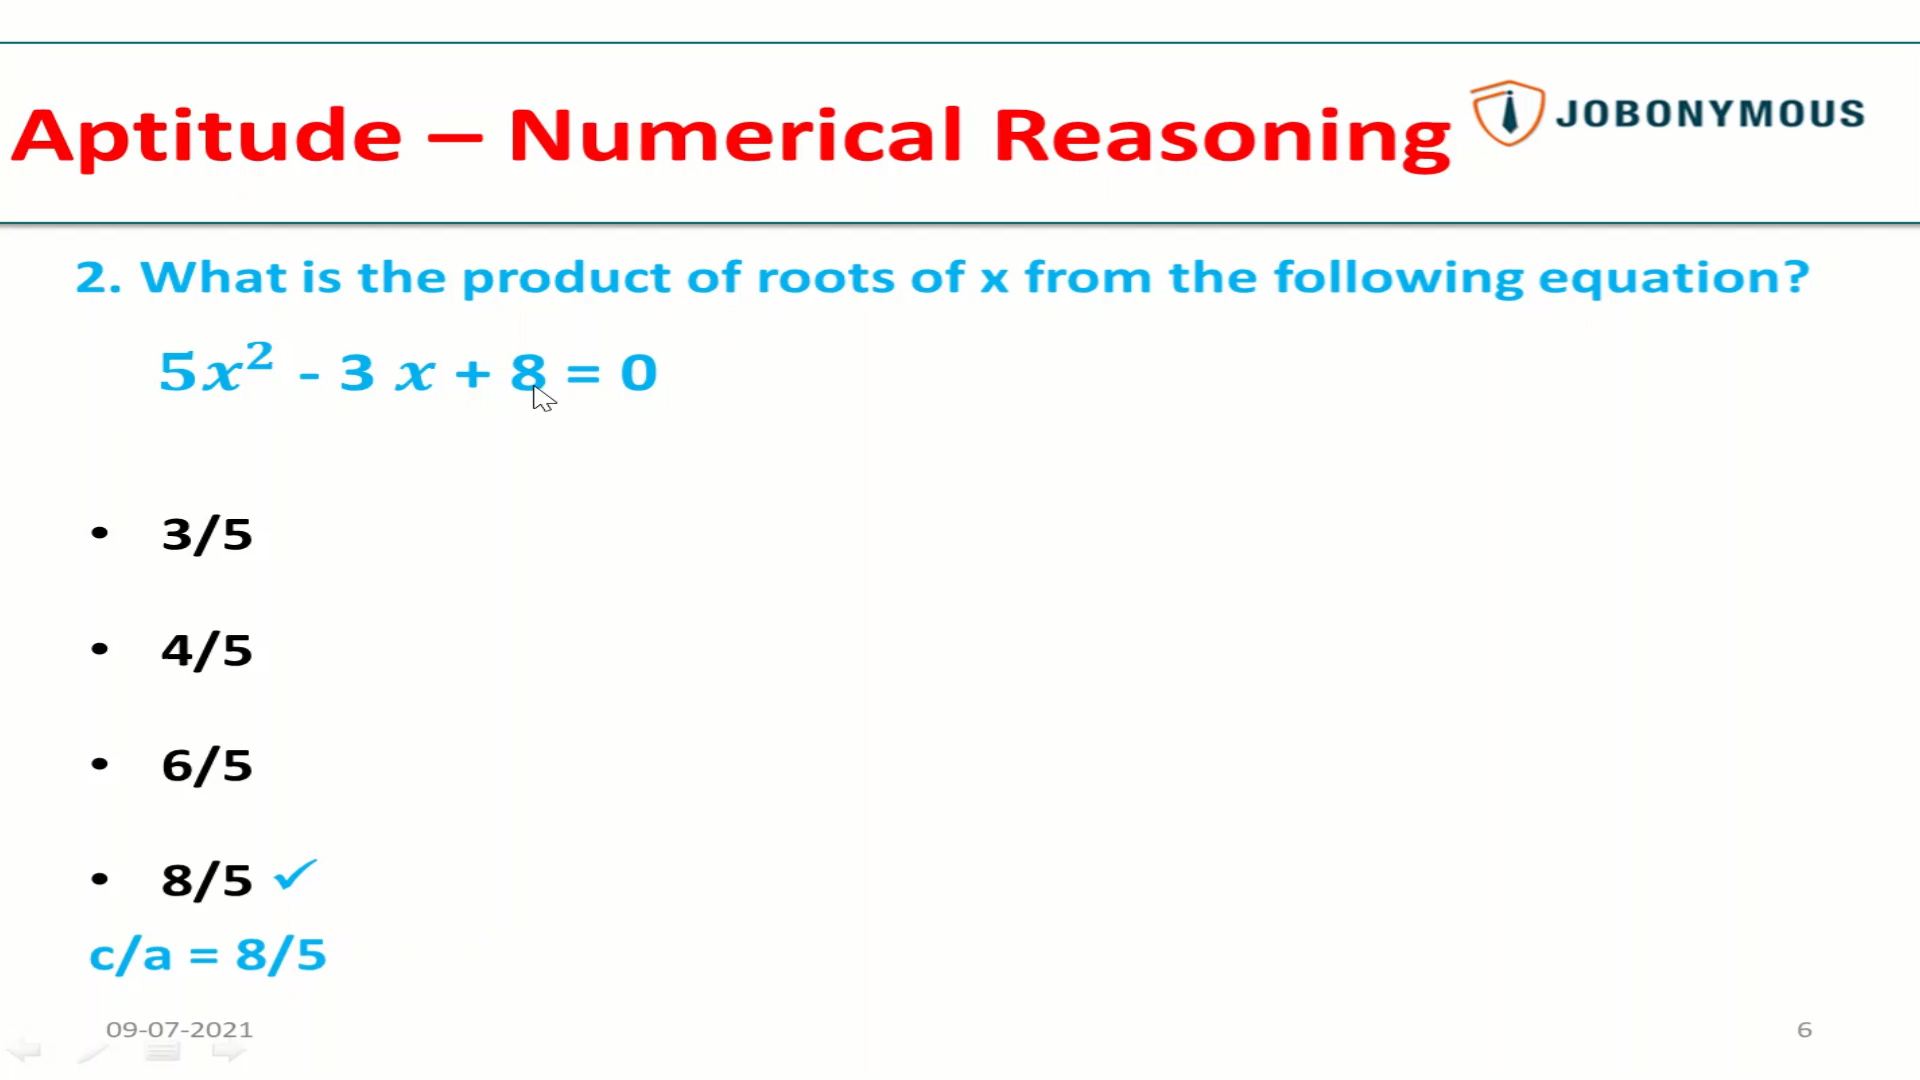 Aptitude – Numerical Reasoning
JOBONYMOUS
2. What is the product of roots of x from the following equation?
5x² - 3 x + 8 = 0
• 3/5
• 4/5
• 6/5
• 8/5 ✓
c/a = 8/5
09-07-2021
6